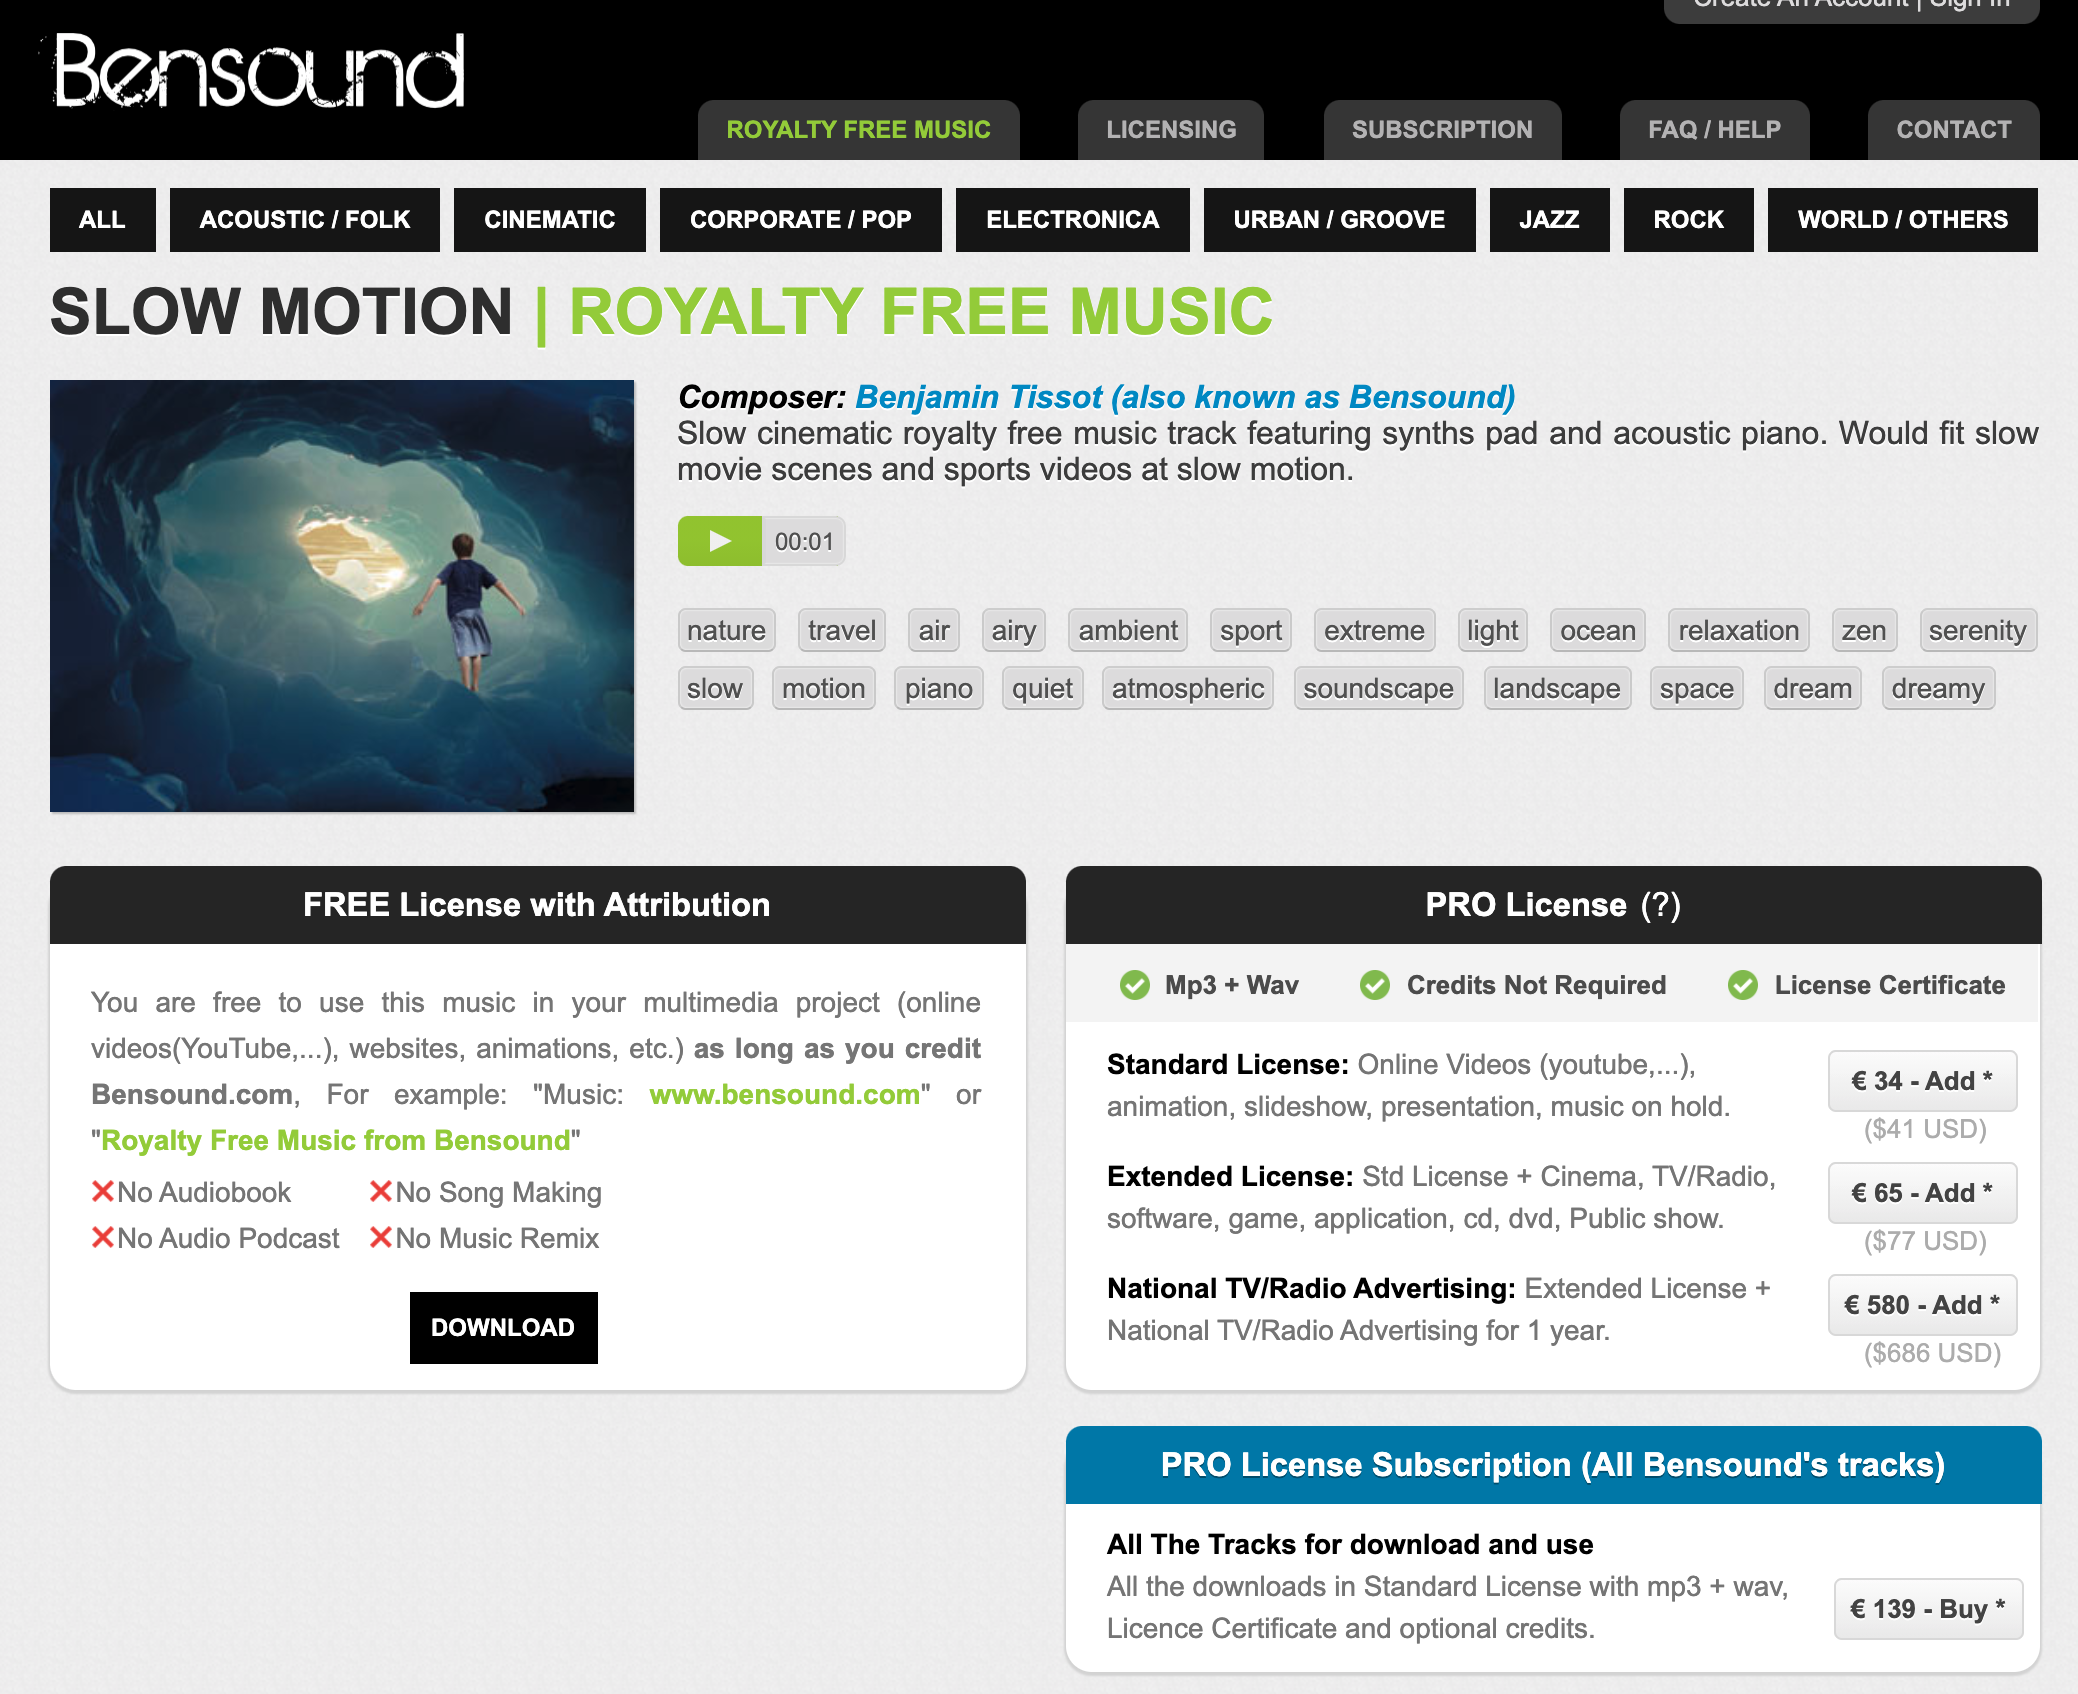 Create An Account | Sign In
Bensound
ROYALTY FREE MUSIC
LICENSING
SUBSCRIPTION
FAQ / HELP
CONTACT
ALL
ACOUSTIC / FOLK
CINEMATIC
CORPORATE / POP
ELECTRONICA
URBAN / GROOVE
JAZZ
ROCK
WORLD / OTHERS
SLOW MOTION | ROYALTY FREE MUSIC
Composer: Benjamin Tissot (also known as Bensound)
Slow cinematic royalty free music track featuring synths pad and acoustic piano. Would fit slow
movie scenes and sports videos at slow motion.
00:01
nature travel air airy ambient sport extreme light ocean relaxation zen serenity
slow motion piano quiet atmospheric soundscape landscape space dream dreamy
FREE License with Attribution
You are free to use this music in your multimedia project (online
videos(YouTube,...), websites, animations, etc.) as long as you credit
Bensound.com, For example: "Music: www.bensound.com" or
"Royalty Free Music from Bensound"
❌No Audiobook ❌No Song Making
❌No Audio Podcast ❌No Music Remix
DOWNLOAD
PRO License (?)
Mp3 + Wav
Credits Not Required
License Certificate
Standard License: Online Videos (youtube,...),
animation, slideshow, presentation, music on hold.
€ 34 - Add *
($41 USD)
Extended License: Std License + Cinema, TV/Radio,
software, game, application, cd, dvd, Public show.
€ 65 - Add *
($77 USD)
National TV/Radio Advertising: Extended License +
National TV/Radio Advertising for 1 year.
€ 580 - Add *
($686 USD)
PRO License Subscription (All Bensound's tracks)
All The Tracks for download and use
All the downloads in Standard License with mp3 + wav,
Licence Certificate and optional credits.
€ 139 - Buy *